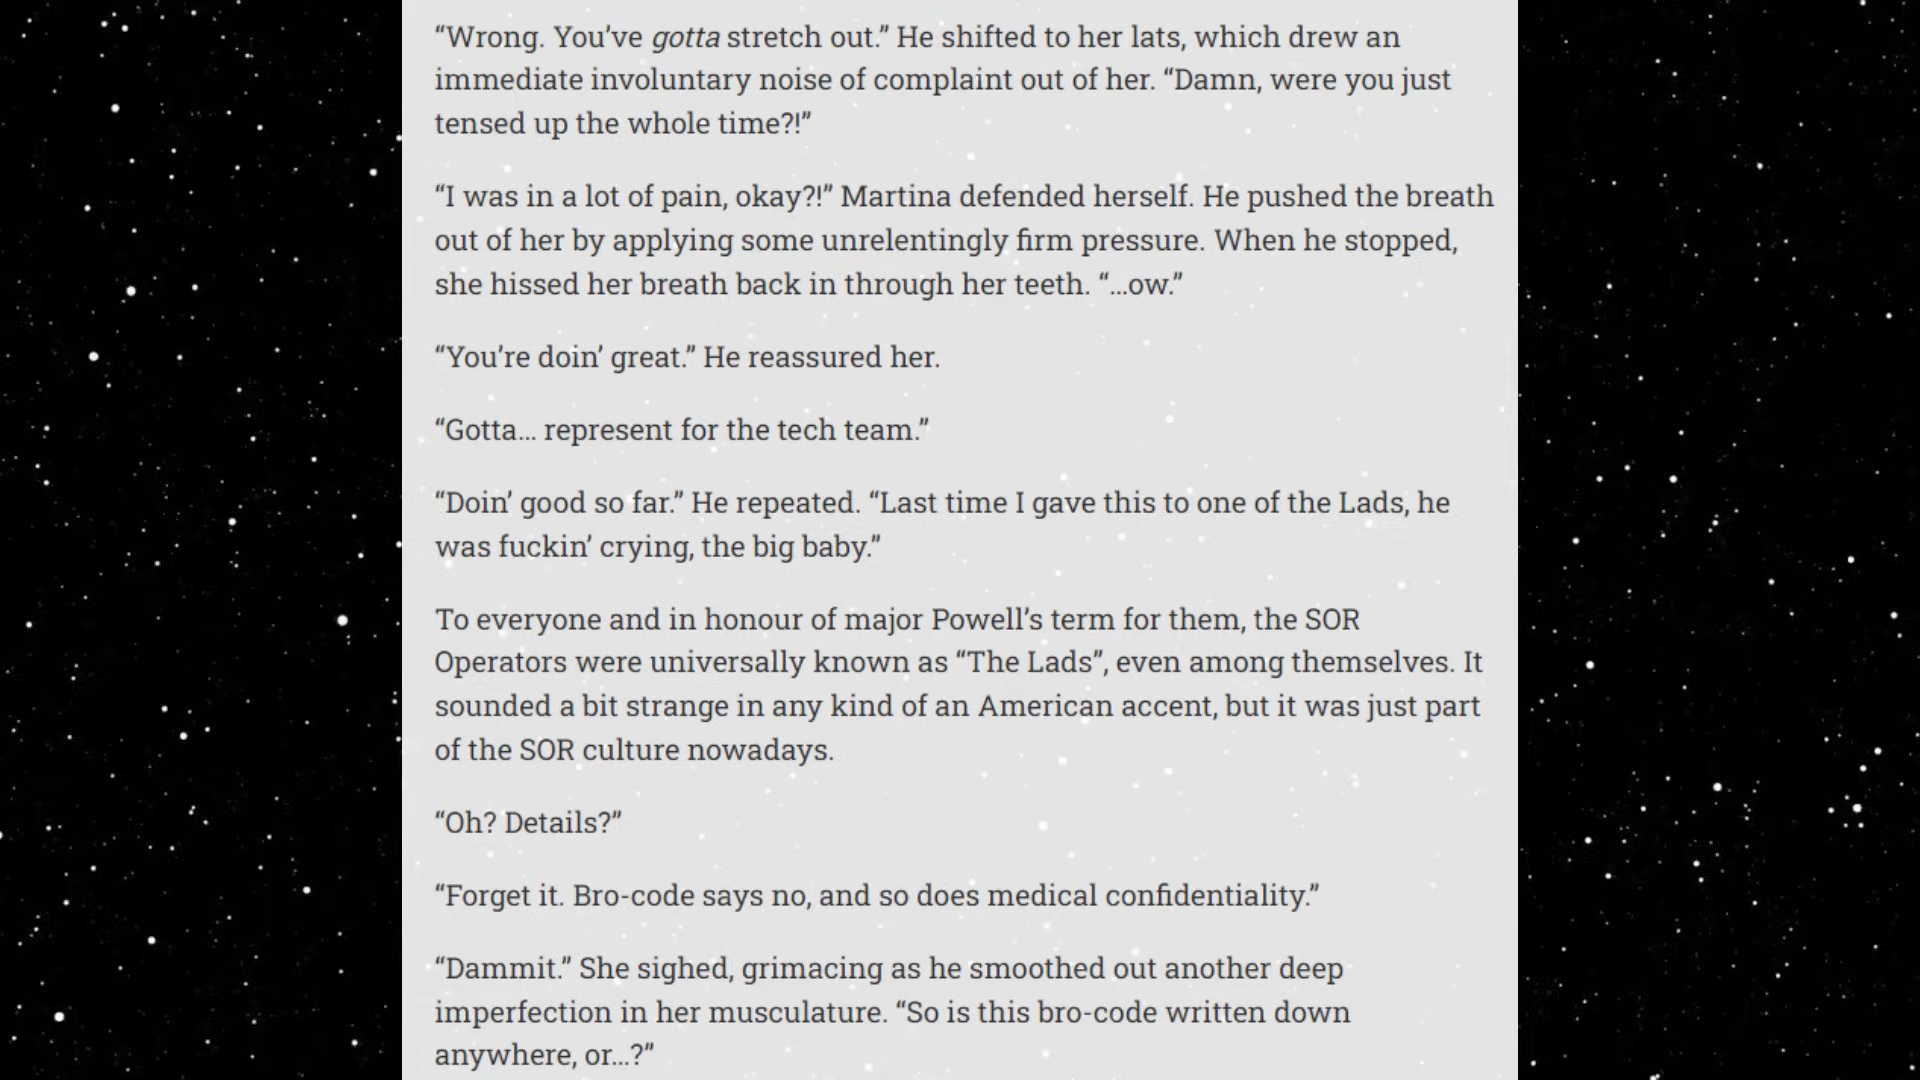 “Wrong. You’ve gotta stretch out.” He shifted to her lats, which drew an
immediate involuntary noise of complaint out of her. “Damn, were you just
tensed up the whole time?!”
“I was in a lot of pain, okay?!” Martina defended herself. He pushed the breath
out of her by applying some unrelentingly firm pressure. When he stopped,
she hissed her breath back in through her teeth. “…ow.”
“You’re doin’ great.” He reassured her.
“Gotta… represent for the tech team.”
“Doin’ good so far.” He repeated. “Last time I gave this to one of the Lads, he
was fuckin’ crying, the big baby.”
To everyone and in honour of major Powell’s term for them, the SOR
Operators were universally known as “The Lads”, even among themselves. It
sounded a bit strange in any kind of an American accent, but it was just part
of the SOR culture nowadays.
“Oh? Details?”
“Forget it. Bro-code says no, and so does medical confidentiality.”
“Dammit.” She sighed, grimacing as he smoothed out another deep
imperfection in her musculature. “So is this bro-code written down
anywhere, or…?”